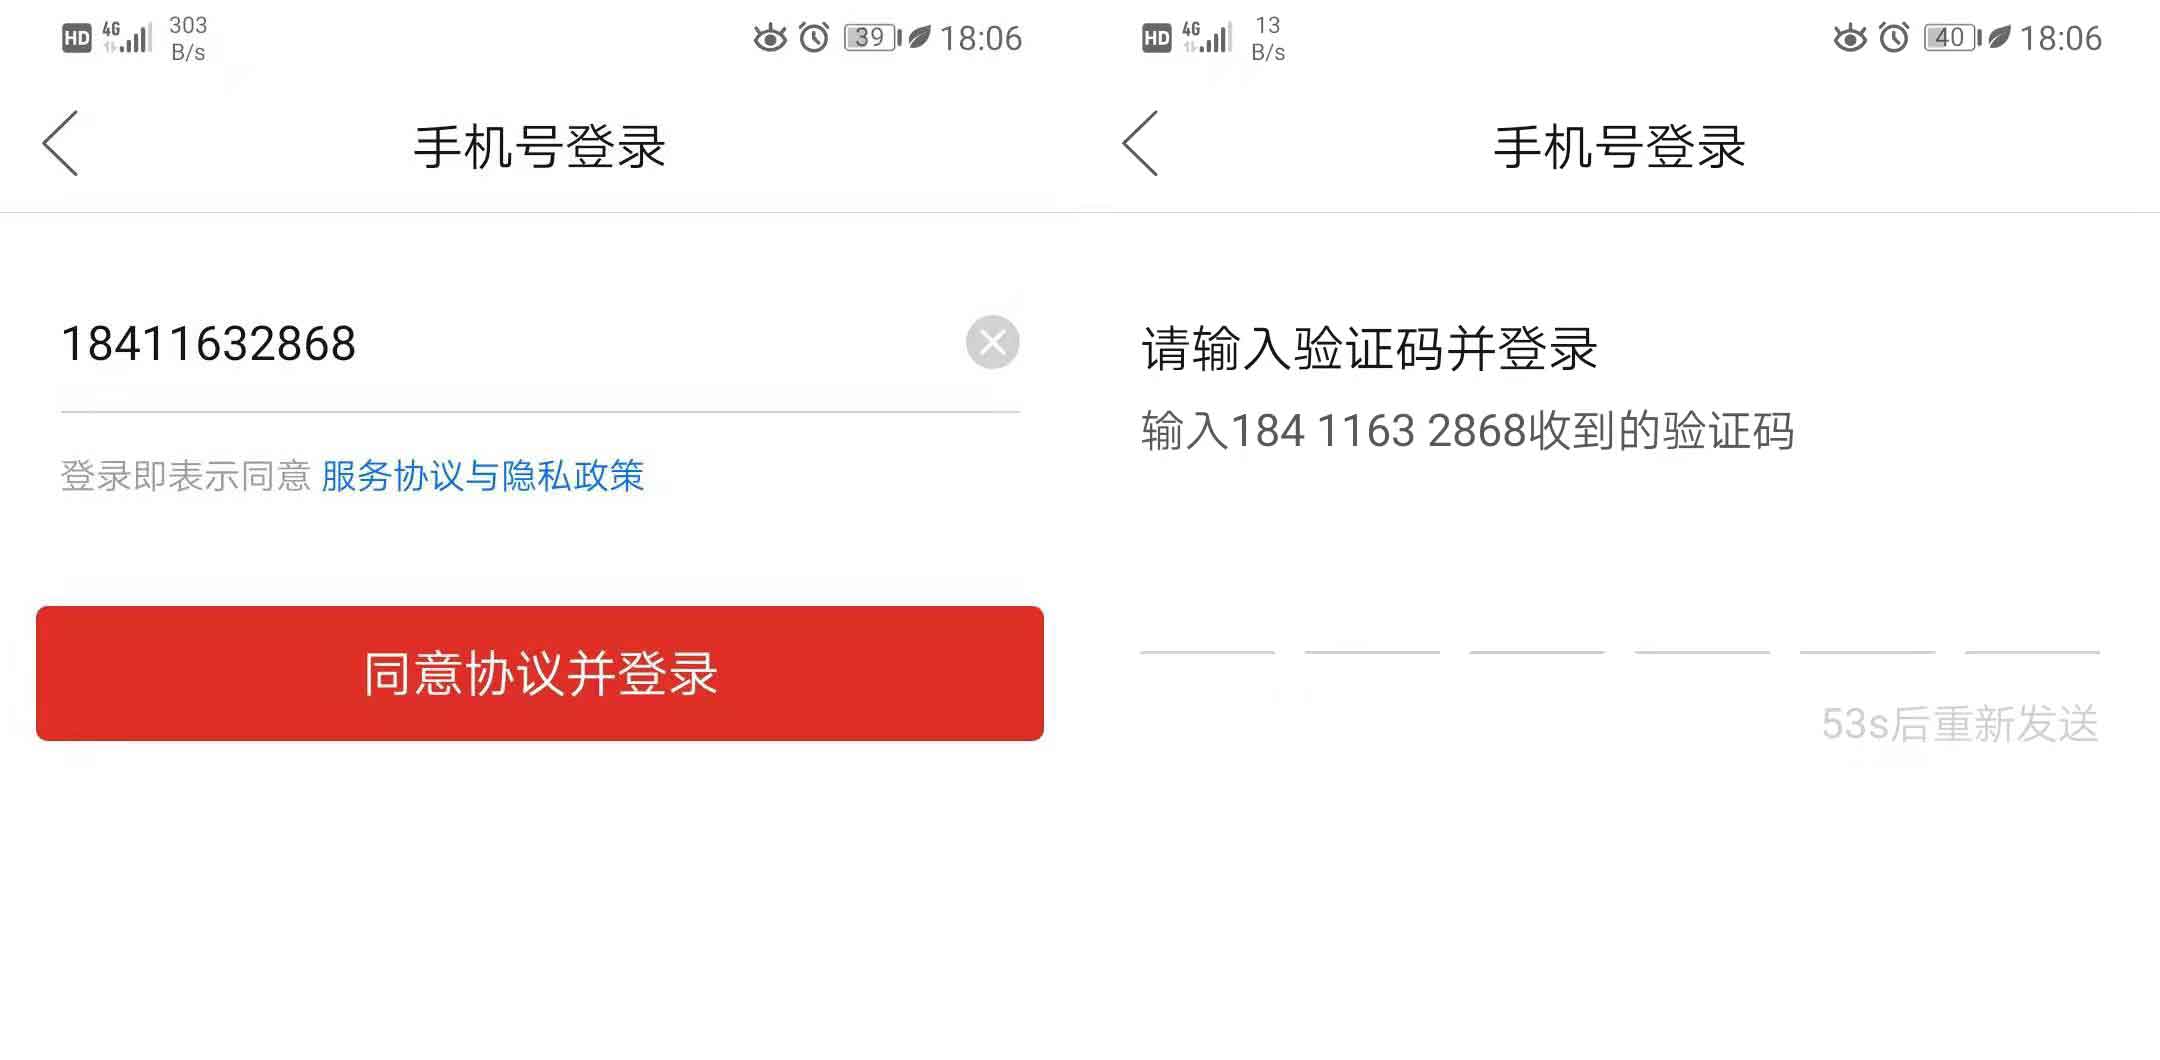 HD 4G 303 B/s 39 18:06
手机号登录
18411632868
登录即表示同意 服务协议与隐私政策
同意协议并登录
HD 4G 13 B/s 40 18:06
手机号登录
请输入验证码并登录
输入184 1163 2868收到的验证码
53s后重新发送